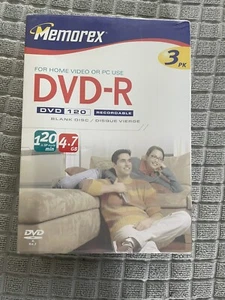 Memorex
3
PK
FOR HOME VIDEO OR PC USE
DVD-R
DVD 120 RECORDABLE
BLANK DISC / DISQUE VIERGE
120 4.7
MIN GB
DVD